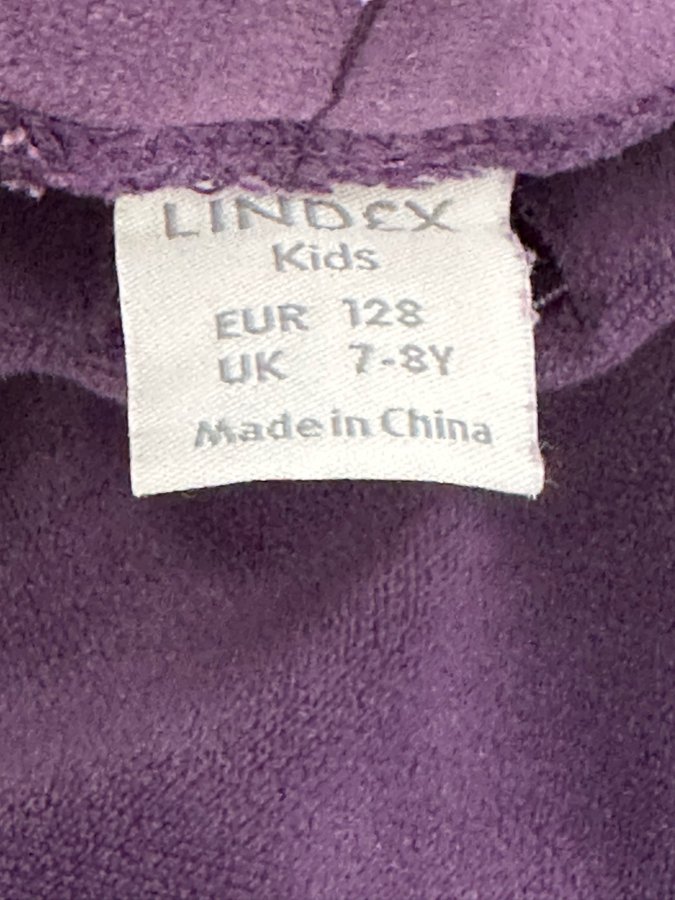 LINDEX
Kids
EUR 128
UK 7-8Y
Made in China